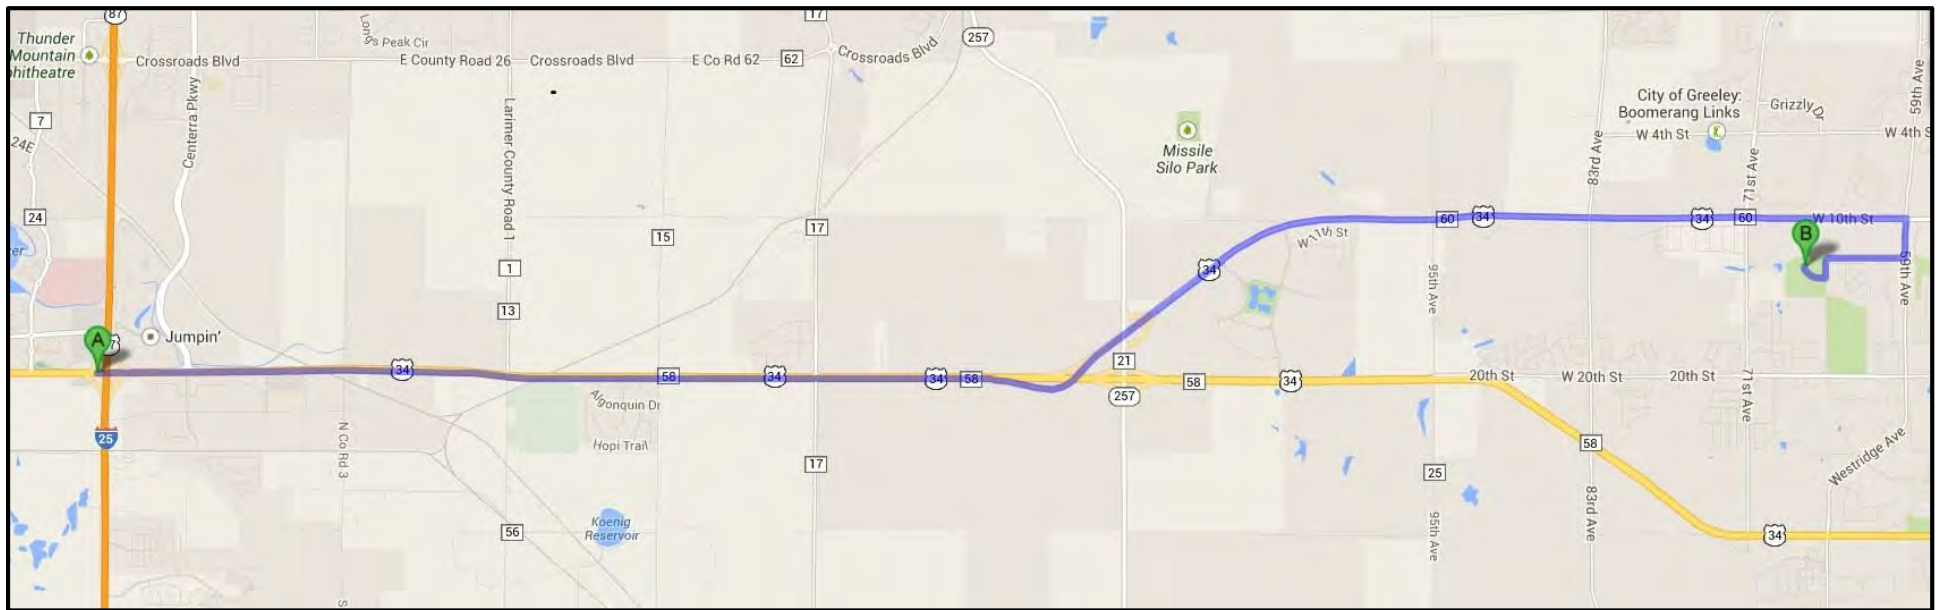 87
Thunder
Mountain
phitheatre
Crossroads Blvd
Longs Peak Cir
E County Road 26
Crossroads Blvd
E Co Rd 62
62
17
Crossroads Blvd
257
Centerra Pkwy
7
24E
24
Larimer County Road 1
Missile
Silo Park
City of Greeley:
Boomerang Links
Grizzly Dr
W 4th St
W 4th S
59th Ave
83rd Ave
71st Ave
15
17
W 11th St
60
34
34
60
W 10th St
B
1
13
34
95th Ave
59th Ave
A
7
Jumpin'
34
58
34
34
58
21
257
58
34
20th St
W 20th St
20th St
71st Ave
Algonquin Dr
Hopi Trail
25
N Co Rd 3
17
25
58
Westridge Ave
56
Koenig
Reservoir
95th Ave
83rd Ave
34
S
er